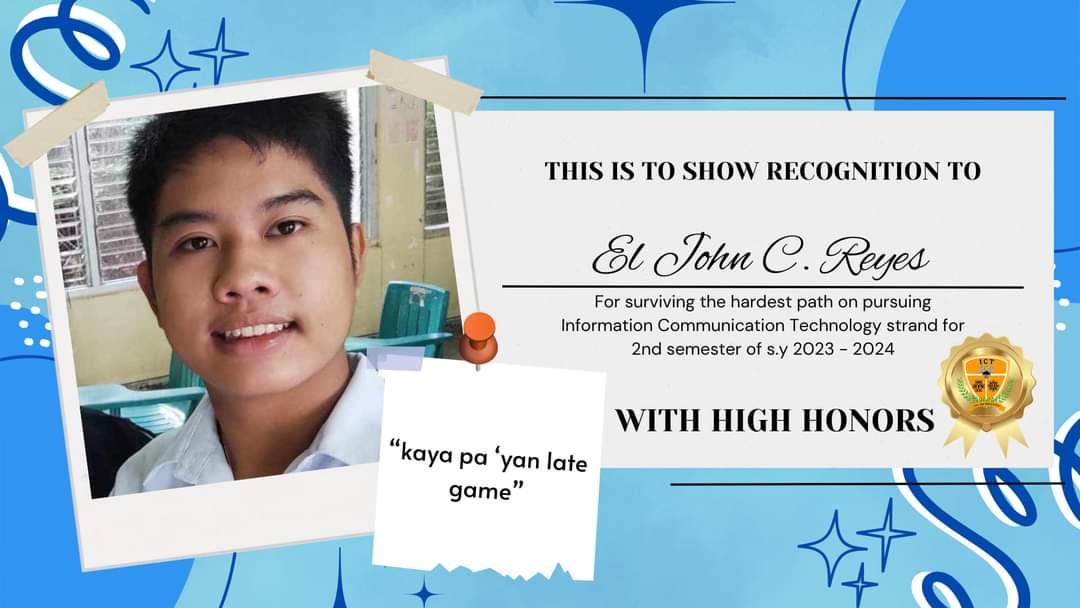 THIS IS TO SHOW RECOGNITION TO
El John C. Reyes
For surviving the hardest path on pursuing
Information Communication Technology strand for
2nd semester of s.y 2023 - 2024
ICT
WITH HIGH HONORS
“kaya pa ‘yan late
game”